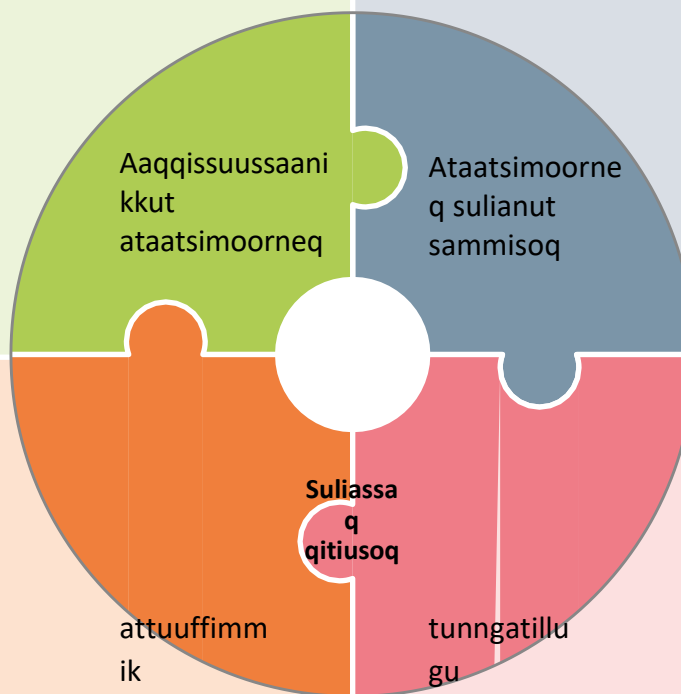 Aaqqissuussaani
kkut
ataatsimoorneq
Ataatsimoorne
q sulianut
sammisoq
Suliassa
q
qitiusoq
attuuffimm
ik
tunngatillu
gu